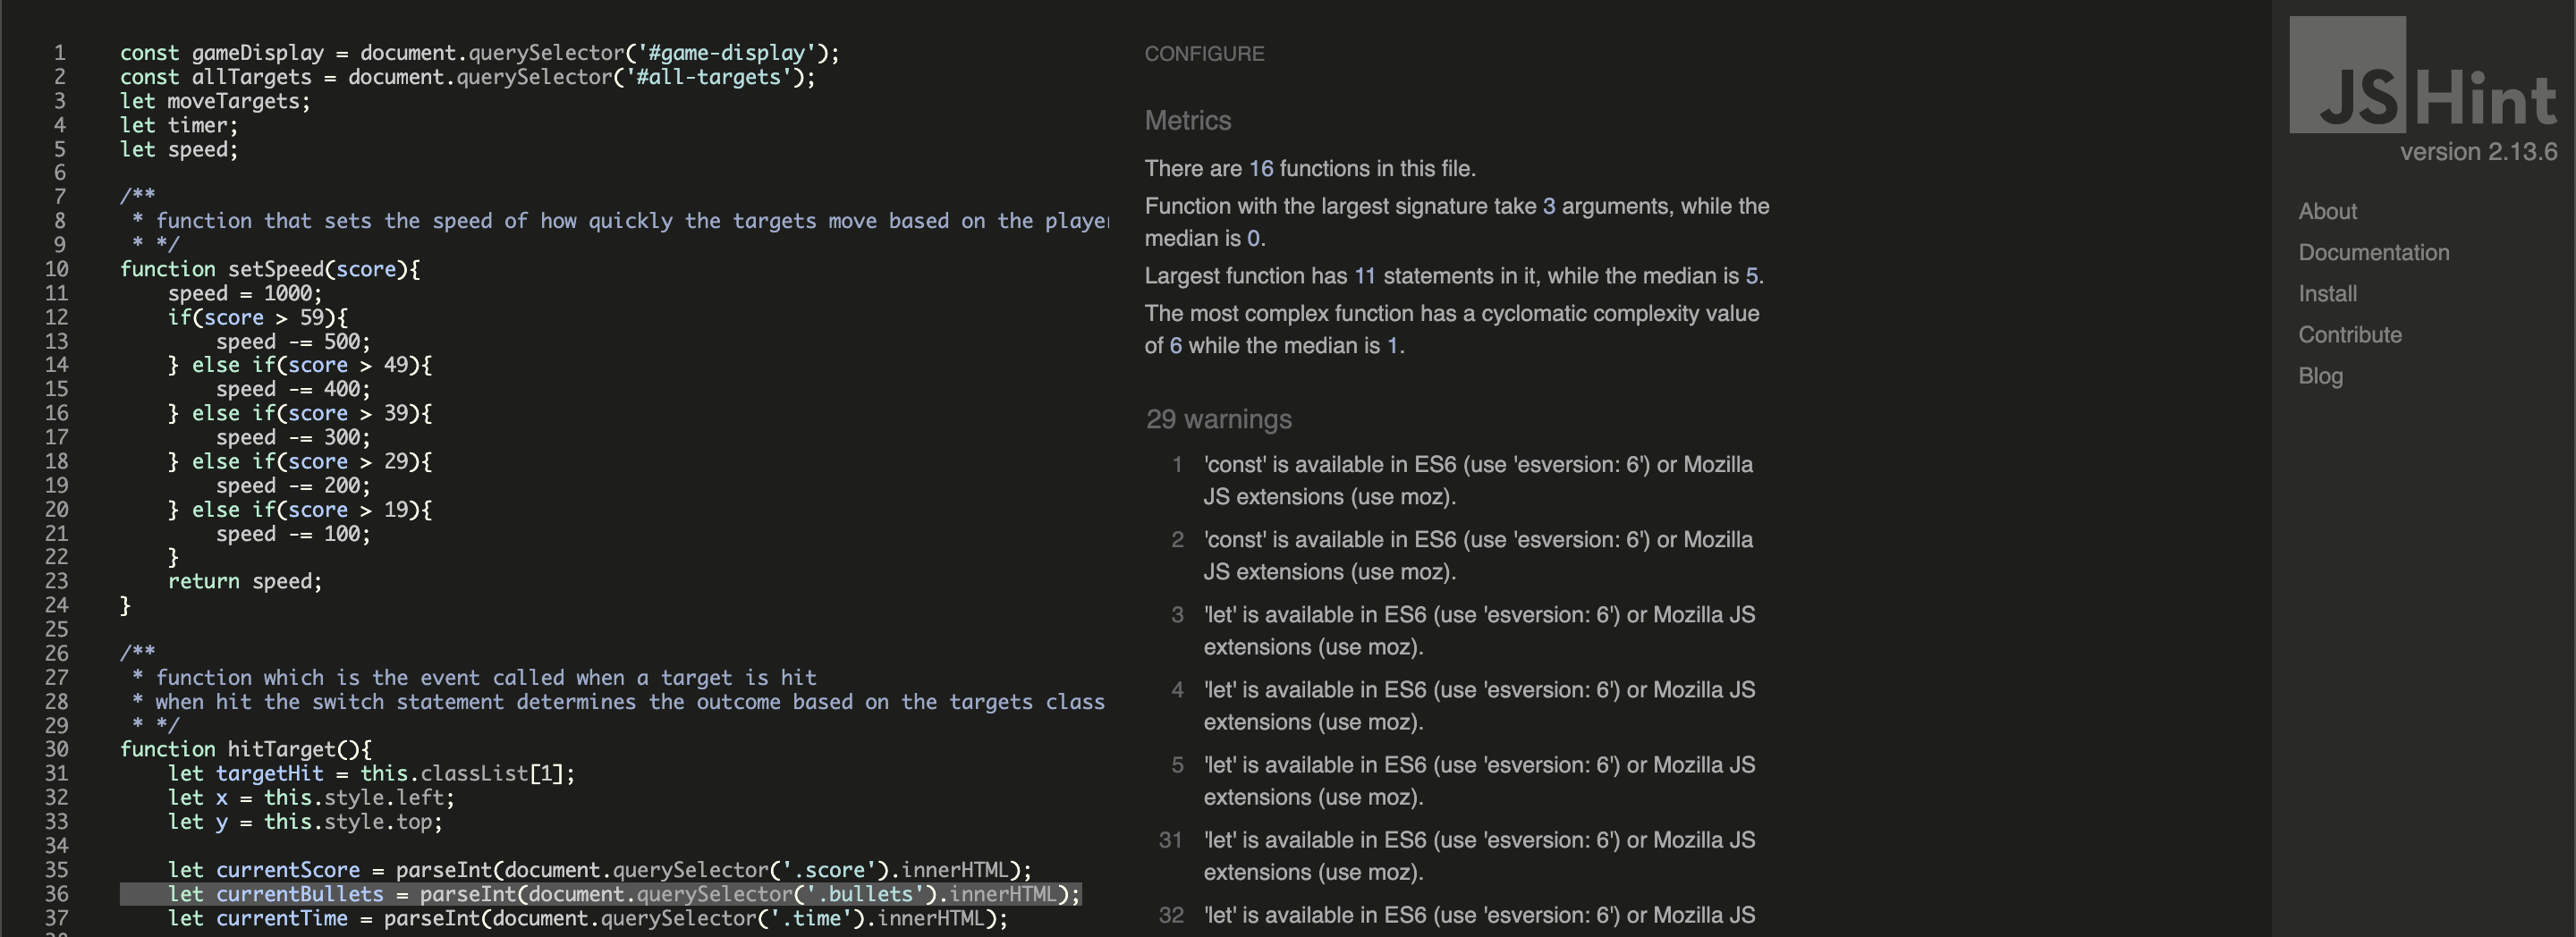 1 const gameDisplay = document.querySelector('#game-display');
2 const allTargets = document.querySelector('#all-targets');
3 let moveTargets;
4 let timer;
5 let speed;
6
7 /**
8 * function that sets the speed of how quickly the targets move based on the player
9 * */
10 function setSpeed(score){
11 speed = 1000;
12 if(score > 59){
13 speed -= 500;
14 } else if(score > 49){
15 speed -= 400;
16 } else if(score > 39){
17 speed -= 300;
18 } else if(score > 29){
19 speed -= 200;
20 } else if(score > 19){
21 speed -= 100;
22 }
23 return speed;
24 }
25
26 /**
27 * function which is the event called when a target is hit
28 * when hit the switch statement determines the outcome based on the targets class
29 * */
30 function hitTarget(){
31 let targetHit = this.classList[1];
32 let x = this.style.left;
33 let y = this.style.top;
34
35 let currentScore = parseInt(document.querySelector('.score').innerHTML);
36 let currentBullets = parseInt(document.querySelector('.bullets').innerHTML);
37 let currentTime = parseInt(document.querySelector('.time').innerHTML);
CONFIGURE
Metrics
There are 16 functions in this file.
Function with the largest signature take 3 arguments, while the
median is 0.
Largest function has 11 statements in it, while the median is 5.
The most complex function has a cyclomatic complexity value
of 6 while the median is 1.
29 warnings
1 'const' is available in ES6 (use 'esversion: 6') or Mozilla
JS extensions (use moz).
2 'const' is available in ES6 (use 'esversion: 6') or Mozilla
JS extensions (use moz).
3 'let' is available in ES6 (use 'esversion: 6') or Mozilla JS
extensions (use moz).
4 'let' is available in ES6 (use 'esversion: 6') or Mozilla JS
extensions (use moz).
5 'let' is available in ES6 (use 'esversion: 6') or Mozilla JS
extensions (use moz).
31 'let' is available in ES6 (use 'esversion: 6') or Mozilla JS
extensions (use moz).
32 'let' is available in ES6 (use 'esversion: 6') or Mozilla JS
JSHint
version 2.13.6
About
Documentation
Install
Contribute
Blog